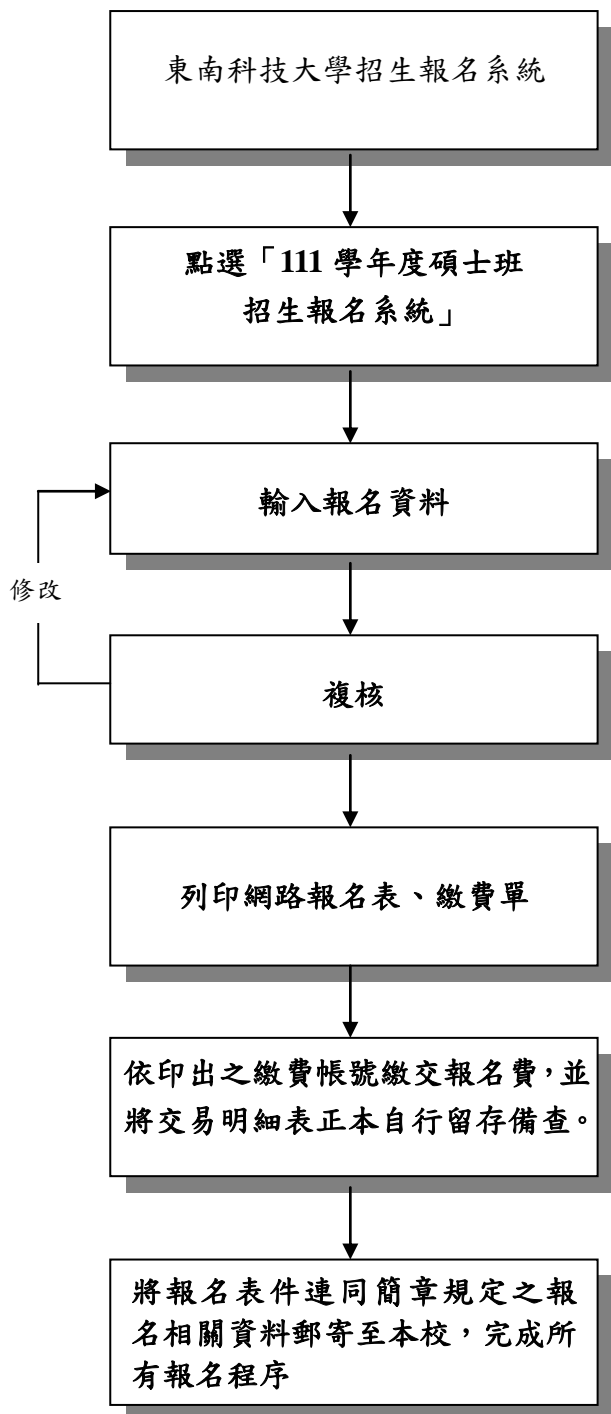 東南科技大學招生報名系統
點選「111 學年度碩士班
招生報名系統」
輸入報名資料
修改
複核
列印網路報名表、繳費單
依印出之繳費帳號繳交報名費，並
將交易明細表正本自行留存備查。
將報名表件連同簡章規定之報
名相關資料郵寄至本校，完成所
有報名程序